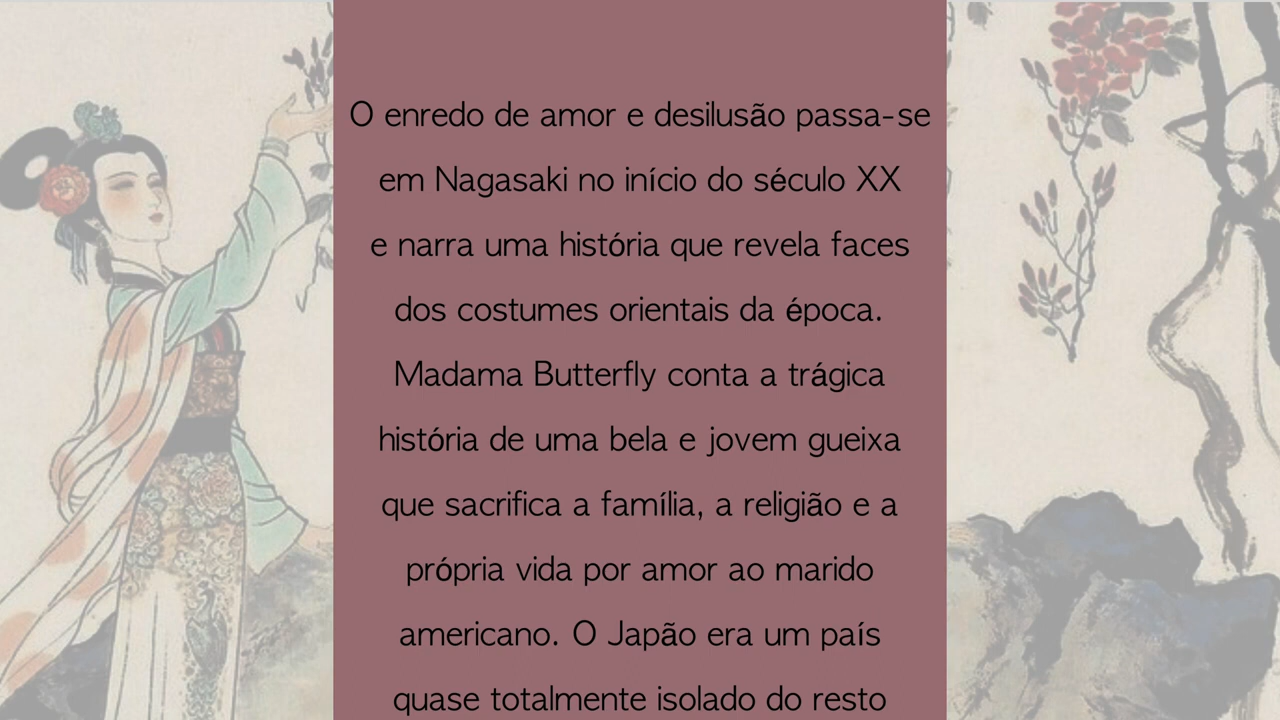 O enredo de amor e desilusão passa-se
em Nagasaki no início do século XX
e narra uma história que revela faces
dos costumes orientais da época.
Madama Butterfly conta a trágica
história de uma bela e jovem gueixa
que sacrifica a família, a religião e a
própria vida por amor ao marido
americano. O Japão era um país
quase totalmente isolado do resto